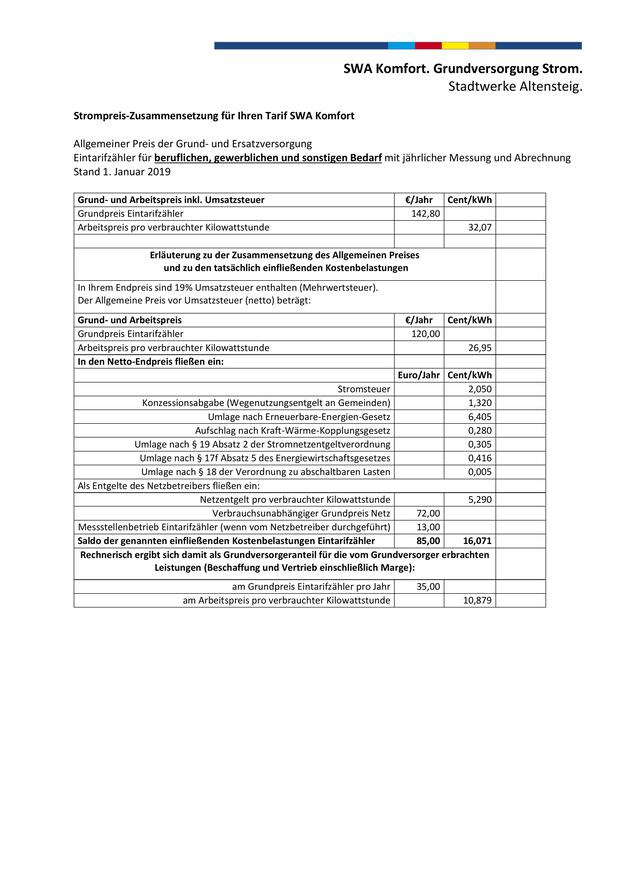 SWA Komfort. Grundversorgung Strom.
Stadtwerke Altensteig.
Strompreis-Zusammensetzung für Ihren Tarif SWA Komfort
Allgemeiner Preis der Grund- und Ersatzversorgung
Eintarifzähler für beruflichen, gewerblichen und sonstigen Bedarf mit jährlicher Messung und Abrechnung
Stand 1. Januar 2019
Grund- und Arbeitspreis inkl. Umsatzsteuer €/Jahr Cent/kWh
Grundpreis Eintarifzähler 142,80
Arbeitspreis pro verbrauchter Kilowattstunde 32,07
Erläuterung zu der Zusammensetzung des Allgemeinen Preises
und zu den tatsächlich einfließenden Kostenbelastungen
In Ihrem Endpreis sind 19% Umsatzsteuer enthalten (Mehrwertsteuer).
Der Allgemeine Preis vor Umsatzsteuer (netto) beträgt:
Grund- und Arbeitspreis €/Jahr Cent/kWh
Grundpreis Eintarifzähler 120,00
Arbeitspreis pro verbrauchter Kilowattstunde 26,95
In den Netto-Endpreis fließen ein:
Euro/Jahr Cent/kWh
Stromsteuer 2,050
Konzessionsabgabe (Wegenutzungsentgelt an Gemeinden) 1,320
Umlage nach Erneuerbare-Energien-Gesetz 6,405
Aufschlag nach Kraft-Wärme-Kopplungsgesetz 0,280
Umlage nach § 19 Absatz 2 der Stromnetzentgeltverordnung 0,305
Umlage nach § 17f Absatz 5 des Energiewirtschaftsgesetzes 0,416
Umlage nach § 18 der Verordnung zu abschaltbaren Lasten 0,005
Als Entgelte des Netzbetreibers fließen ein:
Netzentgelt pro verbrauchter Kilowattstunde 5,290
Verbrauchsunabhängiger Grundpreis Netz 72,00
Messstellenbetrieb Eintarifzähler (wenn vom Netzbetreiber durchgeführt) 13,00
Saldo der genannten einfließenden Kostenbelastungen Eintarifzähler 85,00 16,071
Rechnerisch ergibt sich damit als Grundversorgeranteil für die vom Grundversorger erbrachten
Leistungen (Beschaffung und Vertrieb einschließlich Marge):
am Grundpreis Eintarifzähler pro Jahr 35,00
am Arbeitspreis pro verbrauchter Kilowattstunde 10,879